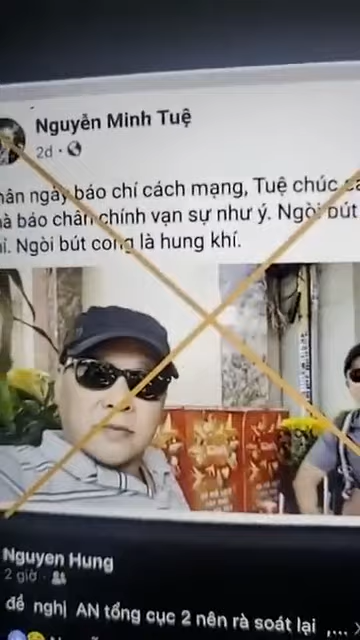 Nguyễn Minh Tuệ
2d
ngày báo chí cách mạng, Tuệ chúc
báo chân chính vạn sự như ý. Ngòi bút
Ngòi bút cong là hung khí.
Nguyen Hung
2 giờ
đề nghị AN tổng cục 2 nên rà soát lại